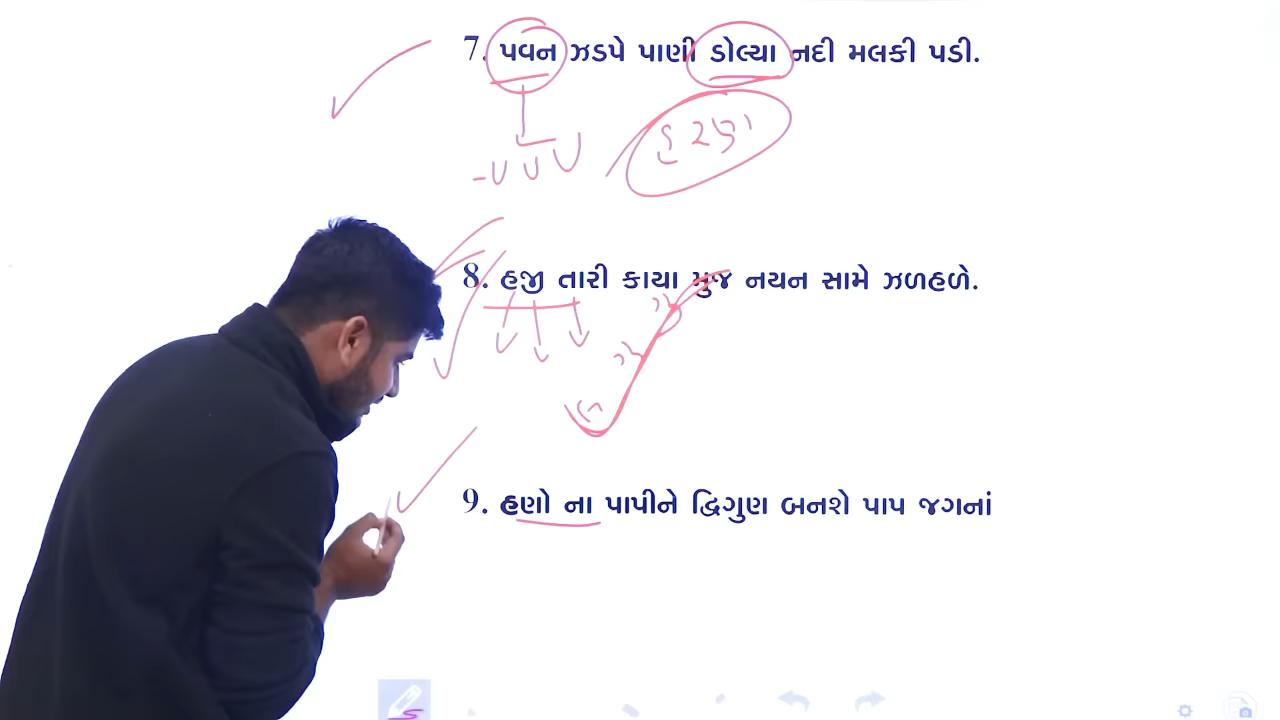 7. પવન ઝડપે પાણી ડોલ્યા નદી મલકી પડી.
8. હજી તારી કાયા મુજ નયન સામે ઝળહળે.
9. હણો ના પાપીને દ્વિગુણ બનશે પાપ જગનાં